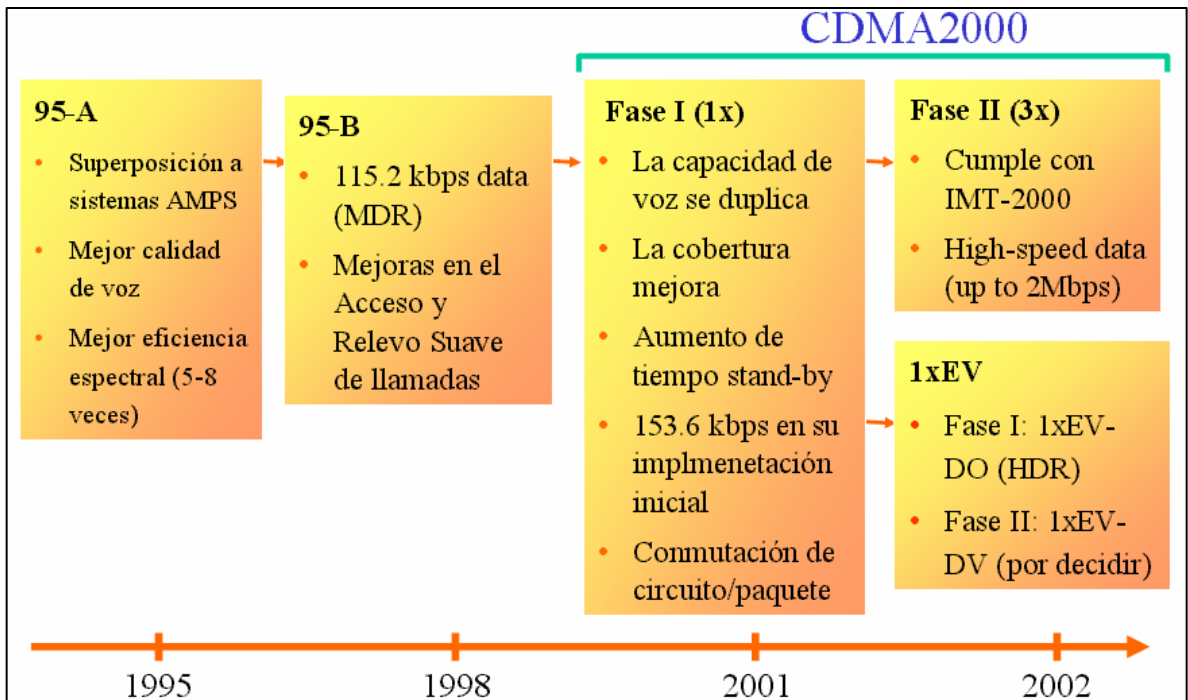 CDMA2000
95-A
• Superposición a
sistemas AMPS
• Mejor calidad
de voz
• Mejor eficiencia
espectral (5-8
veces)
95-B
• 115.2 kbps data
(MDR)
• Mejoras en el
Acceso y
Relevo Suave
de llamadas
Fase I (1x)
• La capacidad de
voz se duplica
• La cobertura
mejora
• Aumento de
tiempo stand-by
• 153.6 kbps en su
implmenetación
inicial
• Conmutación de
circuito/paquete
Fase II (3x)
• Cumple con
IMT-2000
• High-speed data
(up to 2Mbps)
1xEV
• Fase I: 1xEV-
DO (HDR)
• Fase II: 1xEV-
DV (por decidir)
1995
1998
2001
2002